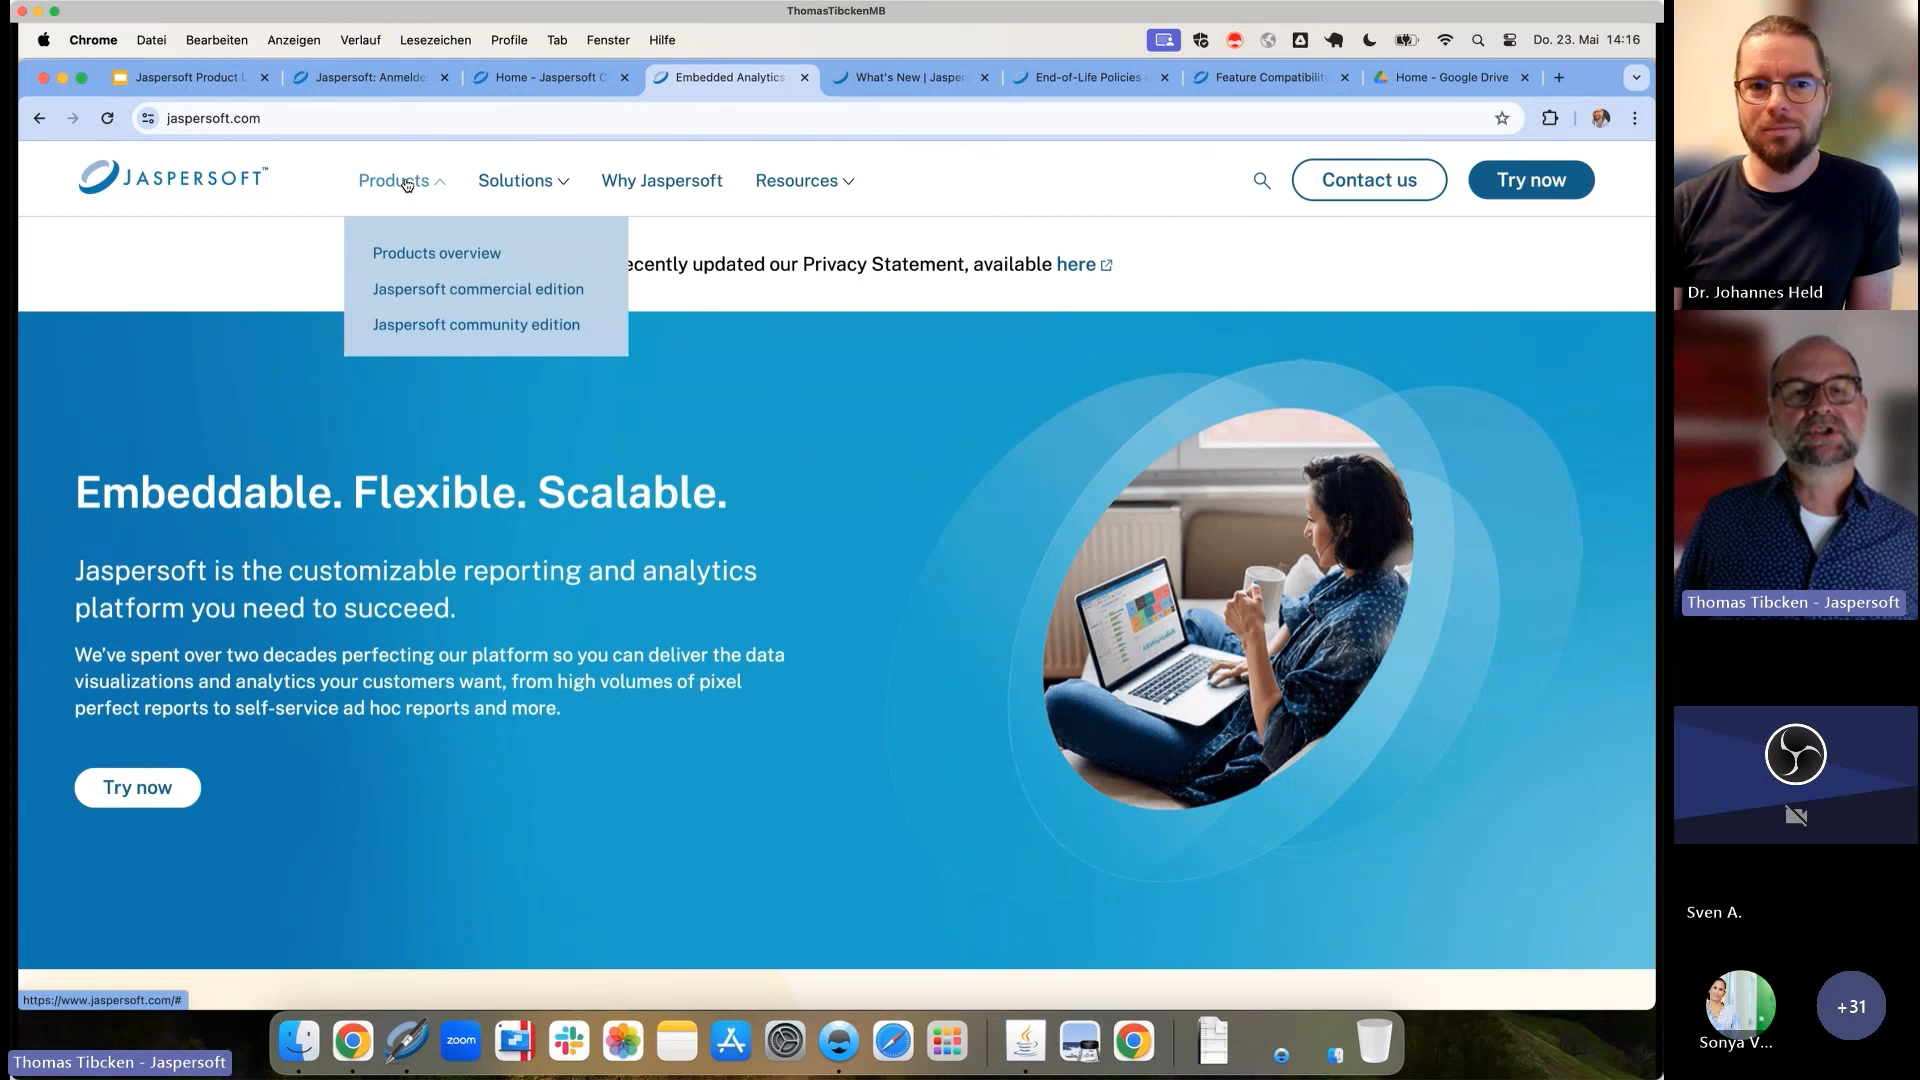 ThomasTibckenMB
Chrome Datei Bearbeiten Anzeigen Verlauf Lesezeichen Profile Tab Fenster Hilfe
Do. 23. Mai 14:16
Jaspersoft Product L
Jaspersoft: Anmelde
Home - Jaspersoft C
Embedded Analytics
What's New | Jaspers
End-of-Life Policies
Feature Compatibility
Home - Google Drive
jaspersoft.com
JASPERSOFT™
Products
Solutions
Why Jaspersoft
Resources
Contact us
Try now
Products overview
Jaspersoft commercial edition
Jaspersoft community edition
ecently updated our Privacy Statement, available here
Embeddable. Flexible. Scalable.
Jaspersoft is the customizable reporting and analytics
platform you need to succeed.
We've spent over two decades perfecting our platform so you can deliver the data
visualizations and analytics your customers want, from high volumes of pixel
perfect reports to self-service ad hoc reports and more.
Try now
https://www.jaspersoft.com/#
zoom
Thomas Tibcken - Jaspersoft
Dr. Johannes Held
Thomas Tibcken - Jaspersoft
Sven A.
Sonya V...
+31